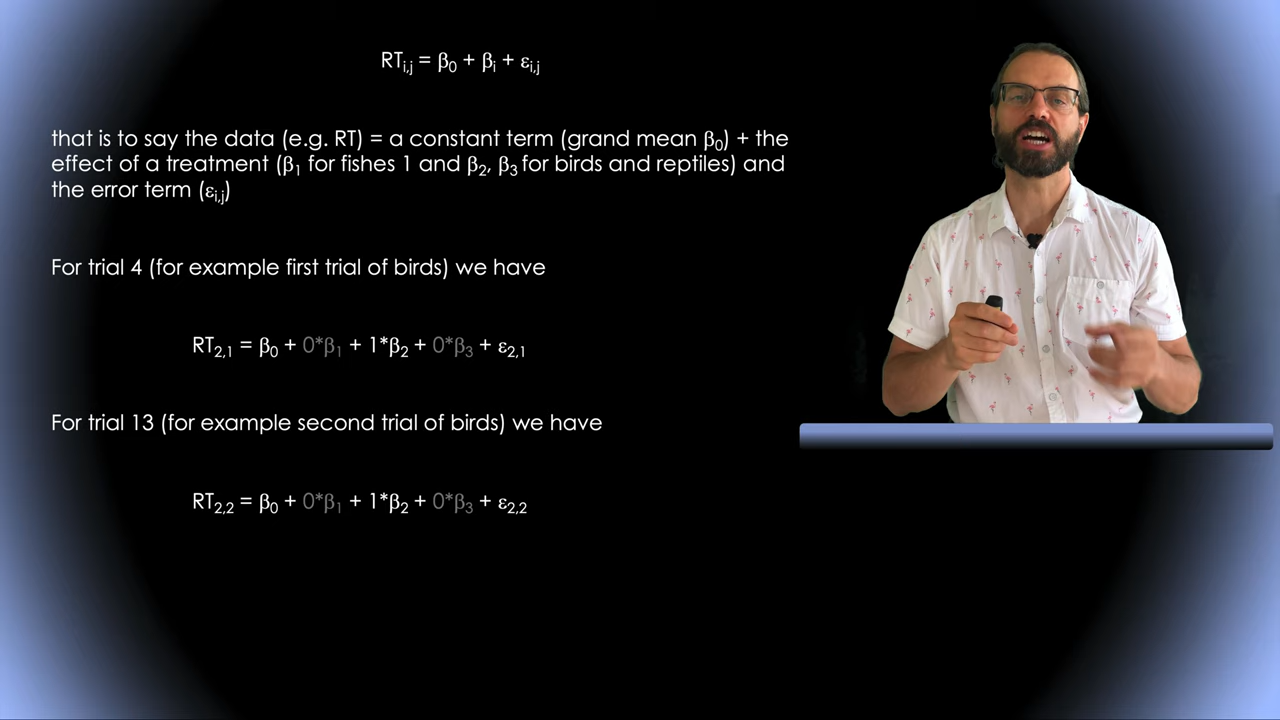 RTᵢ,ⱼ = β₀ + βᵢ + εᵢ,ⱼ
that is to say the data (e.g. RT) = a constant term (grand mean β₀) + the
effect of a treatment (β₁ for fishes 1 and β₂, β₃ for birds and reptiles) and
the error term (εᵢ,ⱼ)
For trial 4 (for example first trial of birds) we have
RT₂,₁ = β₀ + 0*β₁ + 1*β₂ + 0*β₃ + ε₂,₁
For trial 13 (for example second trial of birds) we have
RT₂,₂ = β₀ + 0*β₁ + 1*β₂ + 0*β₃ + ε₂,₂